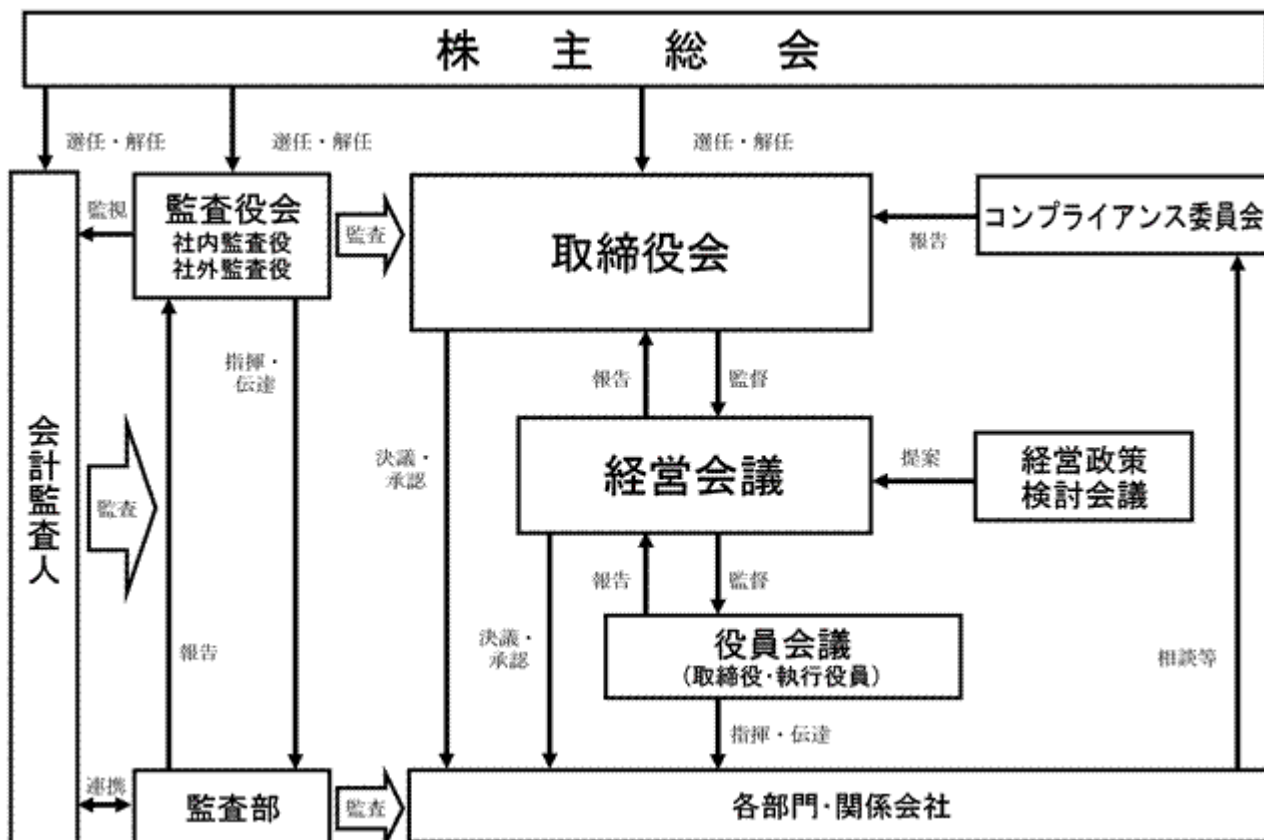 株主総会
選任・解任
選任・解任
選任・解任
監視
監査役会
社内監査役
社外監査役
監査
取締役会
報告
コンプライアンス委員会
指揮・
伝達
報告
監督
会計監査人
監査
決議・
承認
経営会議
提案
経営政策
検討会議
報告
監督
報告
決議・
承認
役員会議
(取締役・執行役員)
相談等
指揮・伝達
連携
監査部
監査
各部門・関係会社